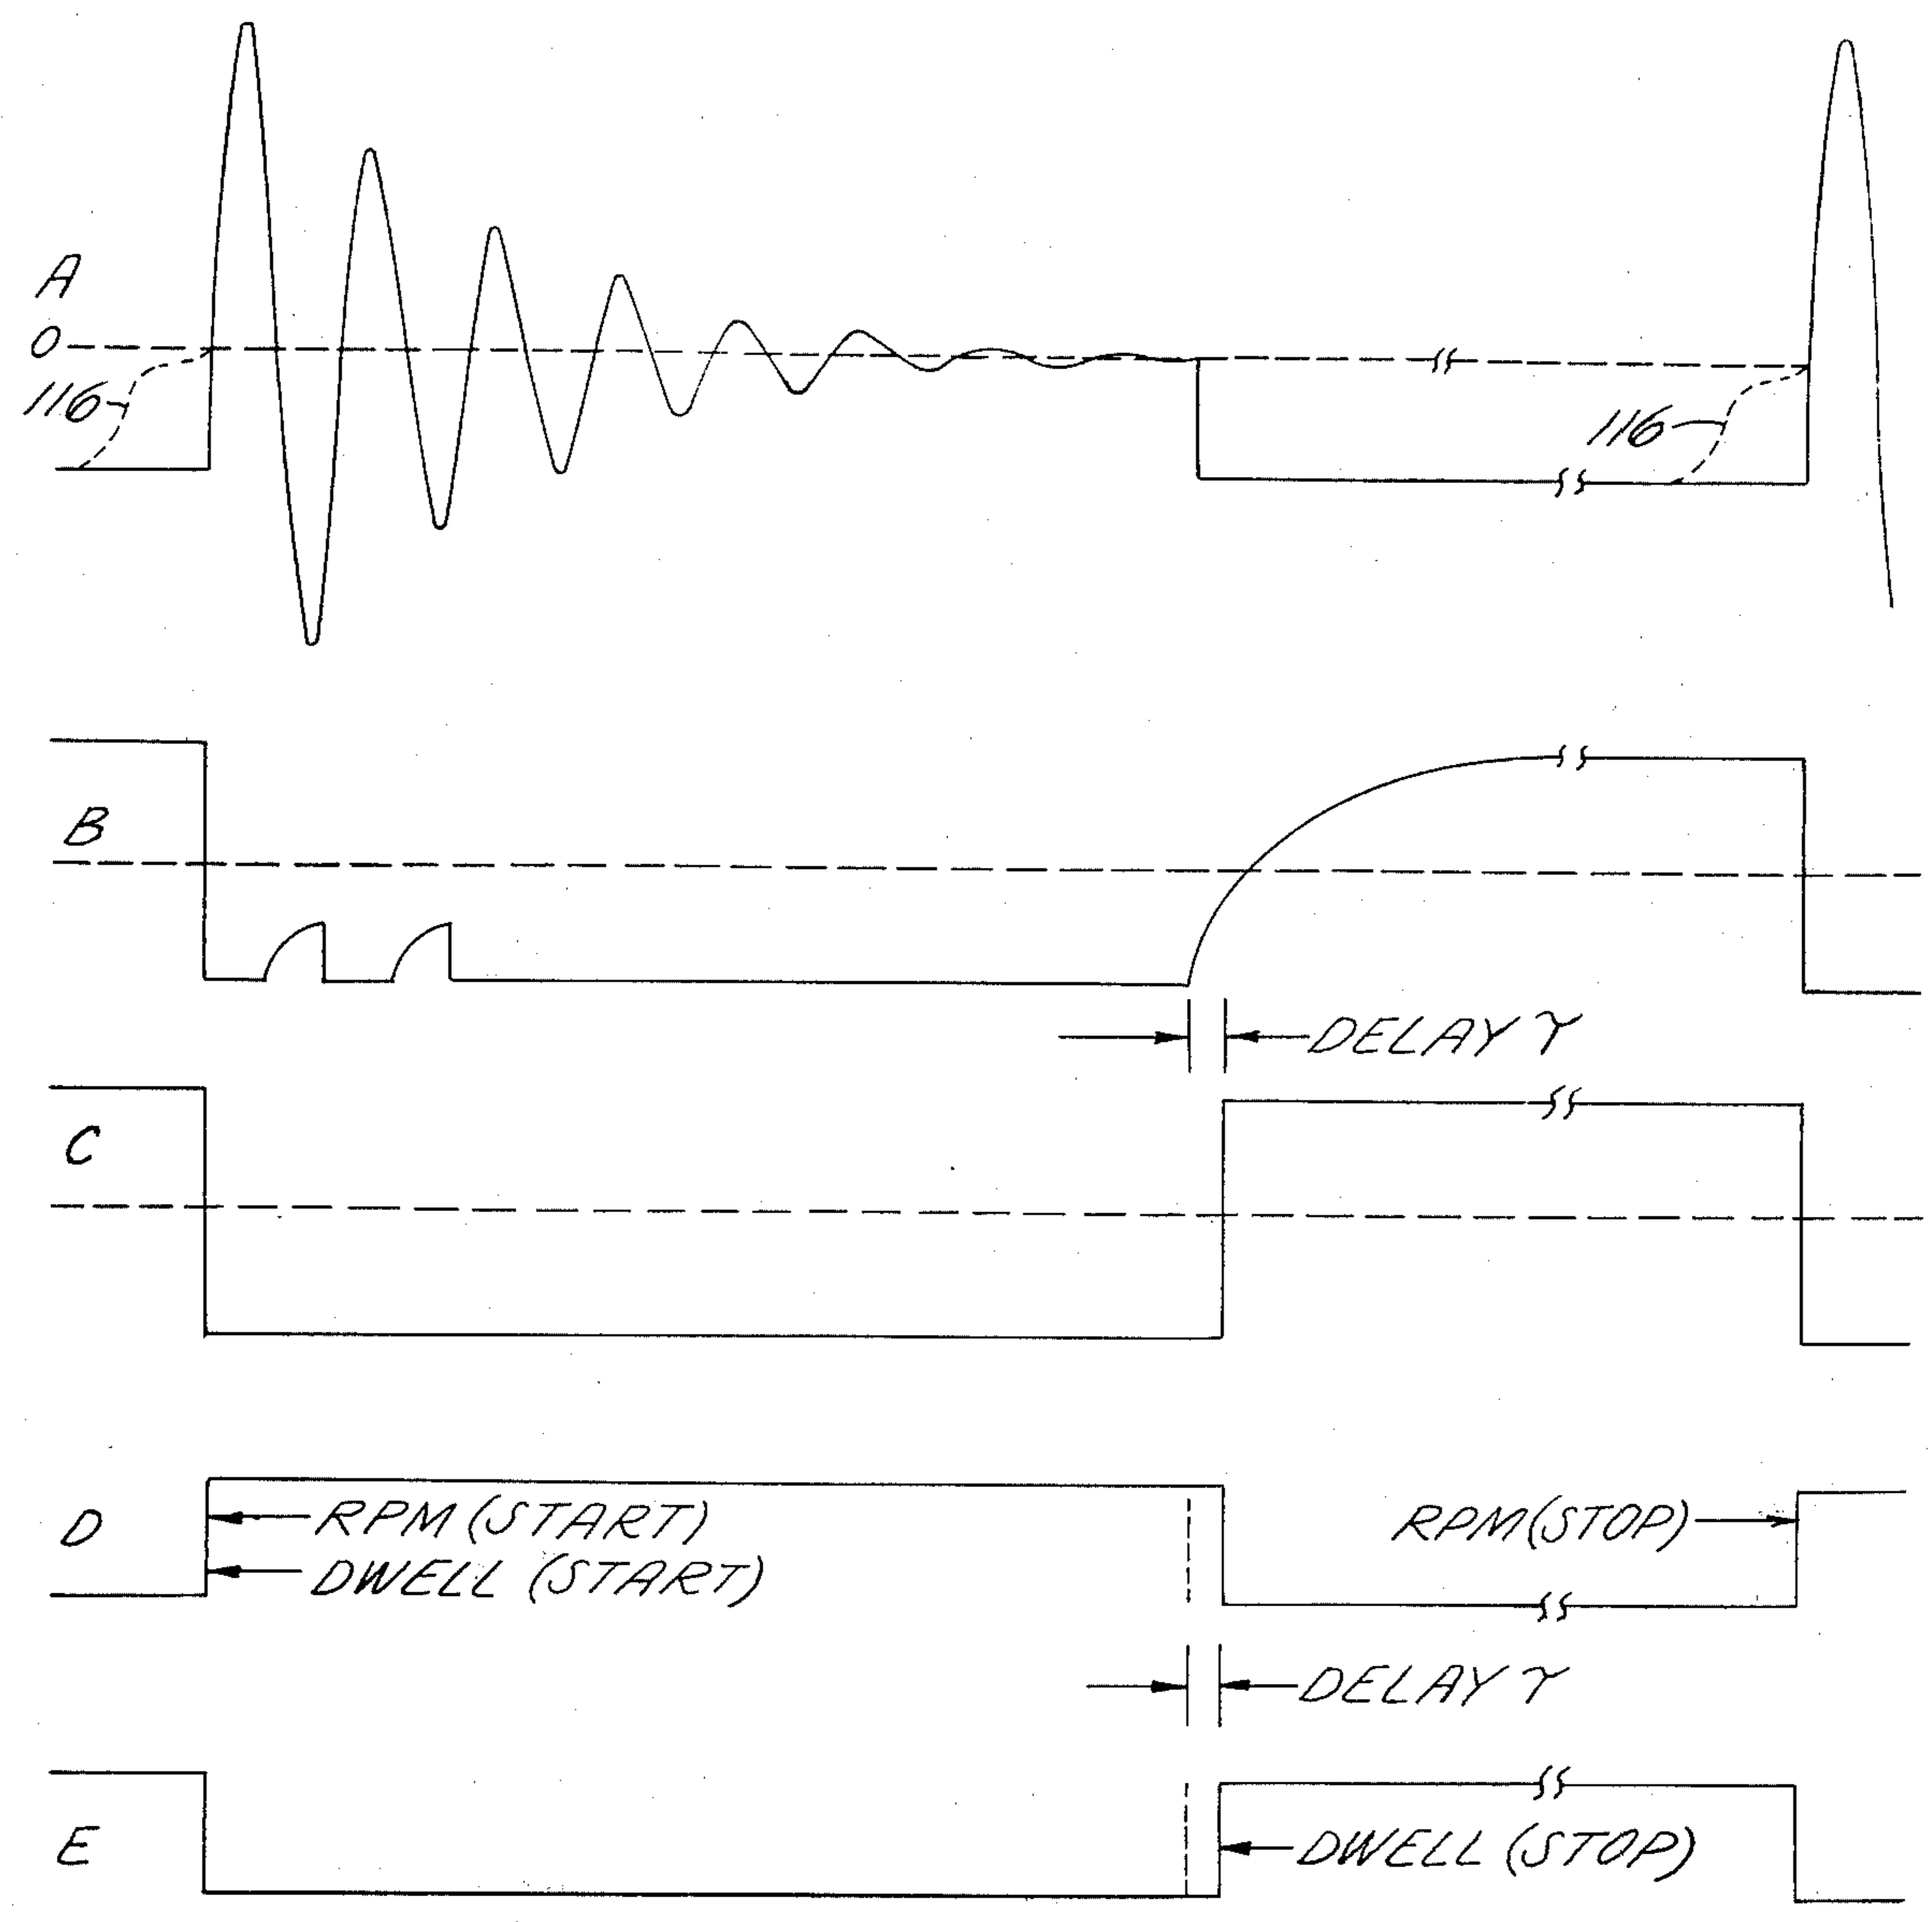 A
0
116
116
B
DELAY τ
C
D
RPM (START)
RPM (STOP)
DWELL (START)
DELAY τ
E
DWELL (STOP)